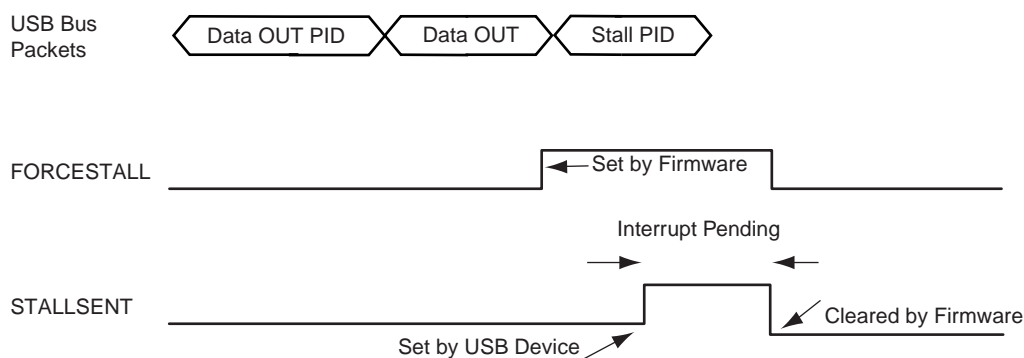 USB Bus
Packets
Data OUT PID
Data OUT
Stall PID
FORCESTALL
Set by Firmware
Interrupt Pending
STALLSENT
Cleared by Firmware
Set by USB Device